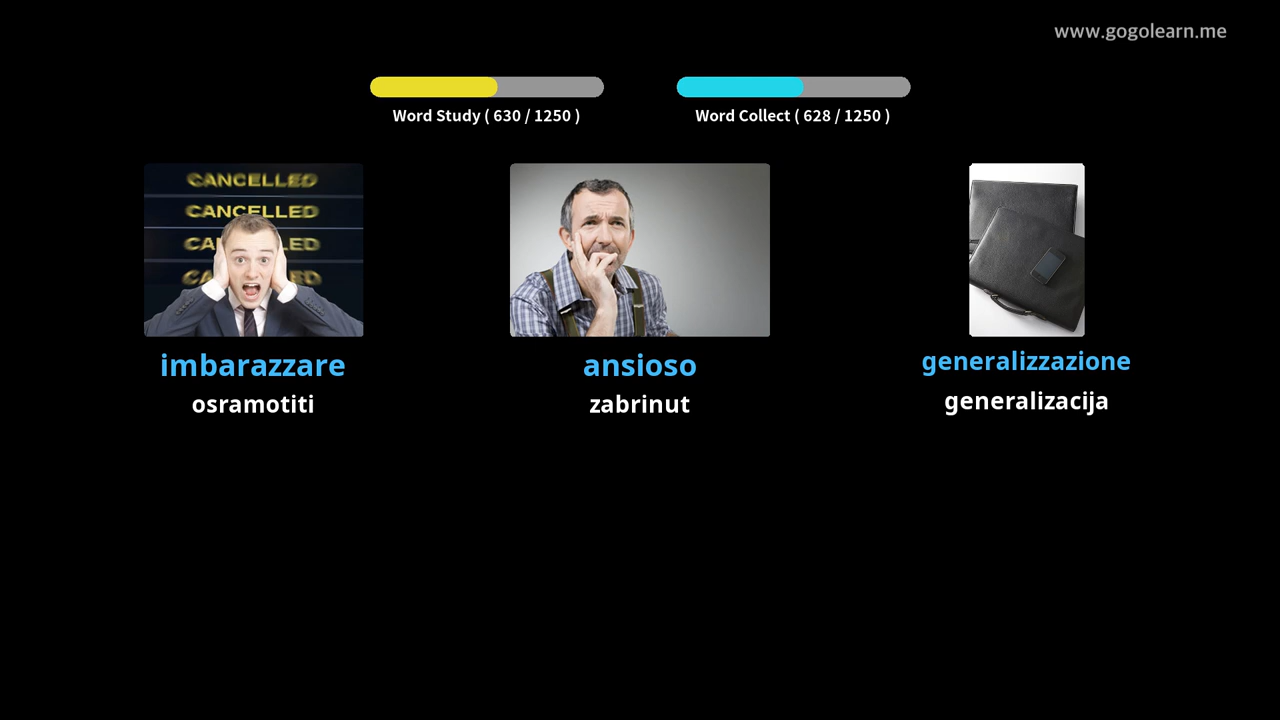 www.gogolearn.me
Word Study ( 630 / 1250 )
Word Collect ( 628 / 1250 )
CANCELLED
CANCELLED
imbarazzare
ansioso
generalizzazione
osramotiti
zabrinut
generalizacija